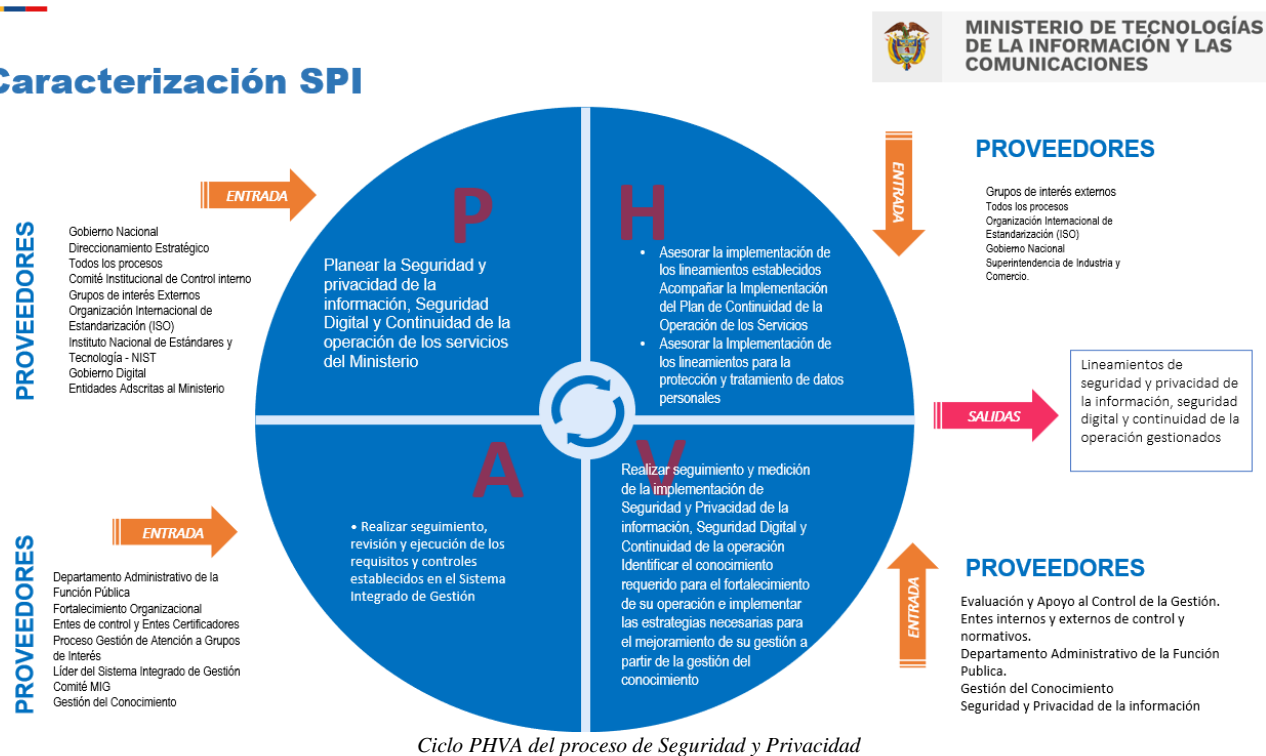 MINISTERIO DE TECNOLOGÍAS
DE LA INFORMACIÓN Y LAS
COMUNICACIONES
Caracterización SPI
ENTRADA
PROVEEDORES
Gobierno Nacional
Direccionamiento Estratégico
Todos los procesos
Comité Institucional de Control interno
Grupos de interés Externos
Organización Internacional de
Estandarización (ISO)
Instituto Nacional de Estándares y
Tecnología - NIST
Gobierno Digital
Entidades Adscritas al Ministerio
P
Planear la Seguridad y
privacidad de la
información, Seguridad
Digital y Continuidad de la
operación de los servicios
del Ministerio
H
• Asesorar la implementación de
los lineamientos establecidos
Acompañar la Implementación
del Plan de Continuidad de la
Operación de los Servicios
• Asesorar la Implementación de
los lineamientos para la
protección y tratamiento de datos
personales
ENTRADA
PROVEEDORES
Grupos de interés externos
Todos los procesos
Organización Internacional de
Estandarización (ISO)
Gobierno Nacional
Superintendencia de Industria y
Comercio.
SALIDAS
Lineamientos de
seguridad y privacidad de
la información, seguridad
digital y continuidad de la
operación gestionados
ENTRADA
PROVEEDORES
Departamento Administrativo de la
Función Pública
Fortalecimiento Organizacional
Entes de control y Entes Certificadores
Proceso Gestión de Atención a Grupos
de Interés
Líder del Sistema Integrado de Gestión
Comité MIG
Gestión del Conocimiento
A
• Realizar seguimiento,
revisión y ejecución de los
requisitos y controles
establecidos en el Sistema
Integrado de Gestión
V
Realizar seguimiento y medición
de la implementación de
Seguridad y Privacidad de la
información, Seguridad Digital y
Continuidad de la operación
Identificar el conocimiento
requerido para el fortalecimiento
de su operación e implementar
las estrategias necesarias para
el mejoramiento de su gestión a
partir de la gestión del
conocimiento
ENTRADA
PROVEEDORES
Evaluación y Apoyo al Control de la Gestión.
Entes internos y externos de control y
normativos.
Departamento Administrativo de la Función
Publica.
Gestión del Conocimiento
Seguridad y Privacidad de la información
Ciclo PHVA del proceso de Seguridad y Privacidad